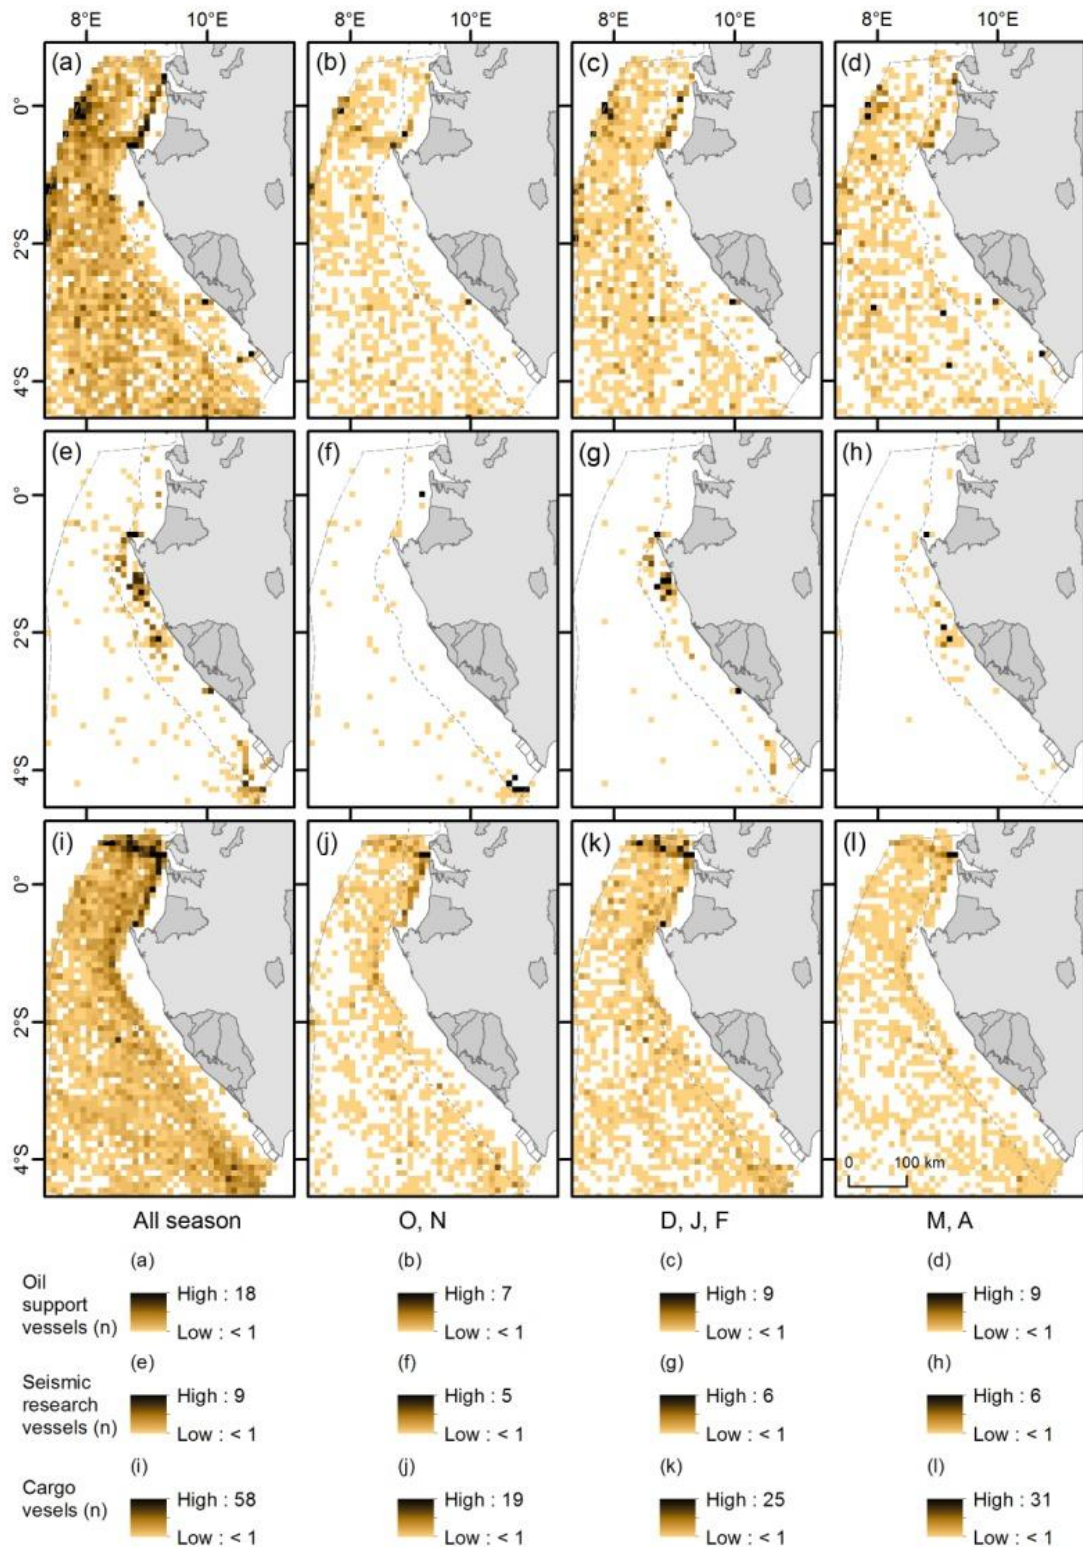 8°E 10°E 8°E 10°E 8°E 10°E 8°E 10°E
(a) (b) (c) (d)
0°
2°S
4°S
(e) (f) (g) (h)
0°
2°S
4°S
(i) (j) (k) (l)
0°
2°S
4°S
0 100 km
All season O, N D, J, F M, A
(a) (b) (c) (d)
Oil
support
vessels (n)
High : 18 High : 7 High : 9 High : 9
Low : < 1 Low : < 1 Low : < 1 Low : < 1
(e) (f) (g) (h)
Seismic
research
vessels (n)
High : 9 High : 5 High : 6 High : 6
Low : < 1 Low : < 1 Low : < 1 Low : < 1
(i) (j) (k) (l)
Cargo
vesels (n)
High : 58 High : 19 High : 25 High : 31
Low : < 1 Low : < 1 Low : < 1 Low : < 1